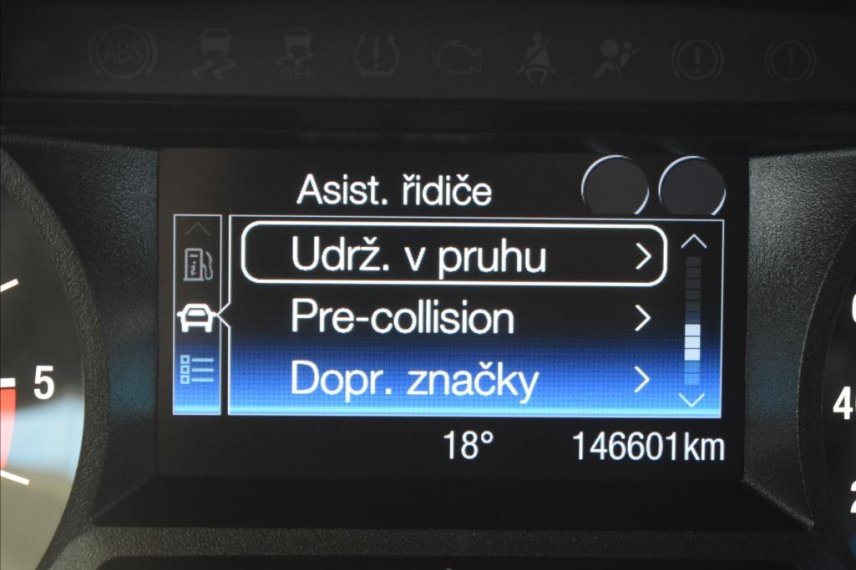 ABS
OFF
Asist. řidiče
Udrž. v pruhu
Pre-collision
Dopr. značky
5
18° 146601km